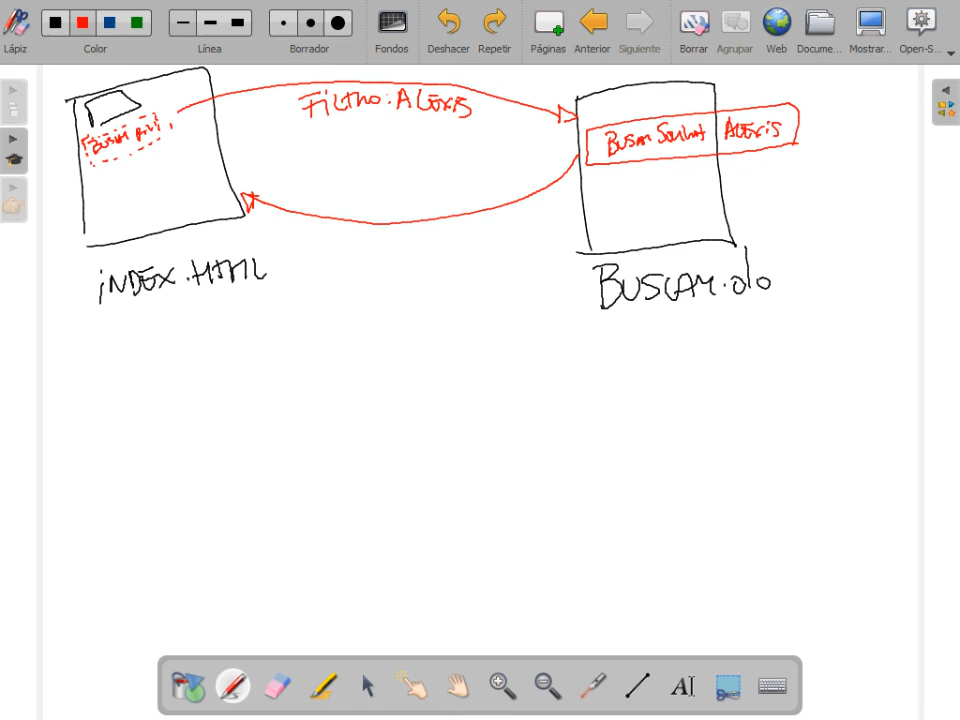 Lápiz
Color
Línea
Borrador
Fondos
Deshacer
Repetir
Páginas
Anterior
Siguiente
Borrar
Agrupar
Web
Docume...
Mostrar...
Open-S...
FILTRO: ALEXIS
ALEXIS
INDEX.HTML
BUSCAR.do
AI